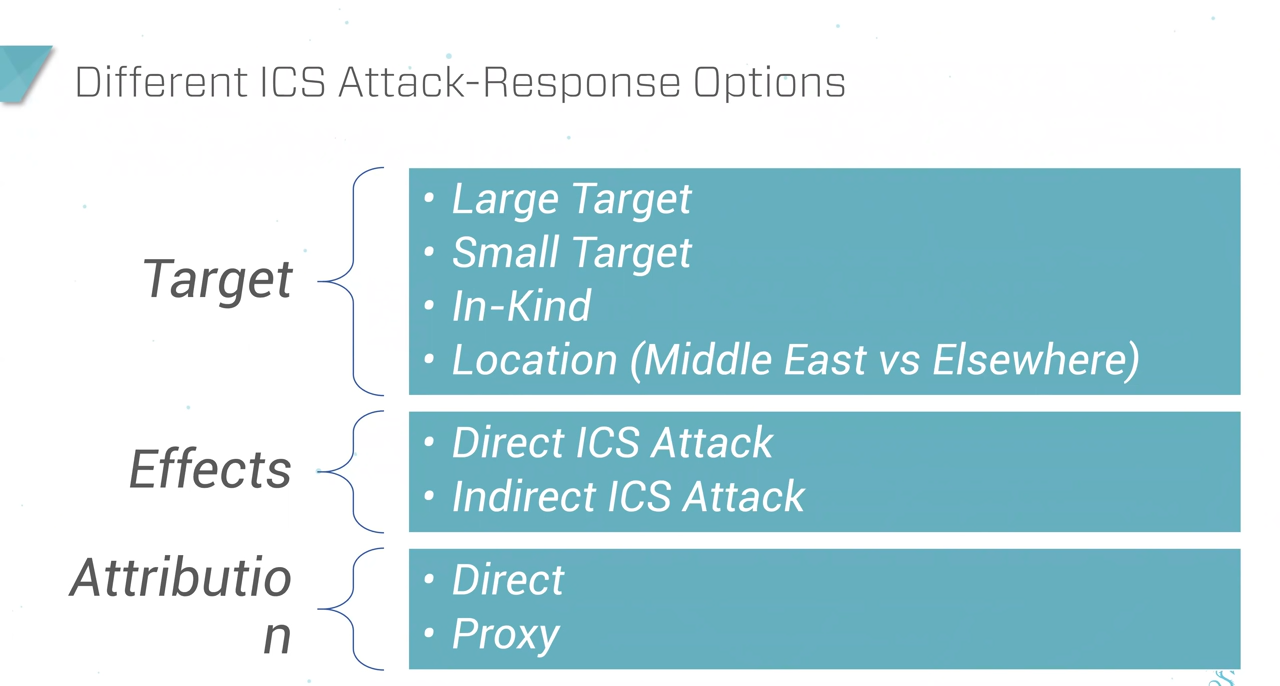 Different ICS Attack-Response Options
Target
• Large Target
• Small Target
• In-Kind
• Location (Middle East vs Elsewhere)
Effects
• Direct ICS Attack
• Indirect ICS Attack
Attributio
n
• Direct
• Proxy